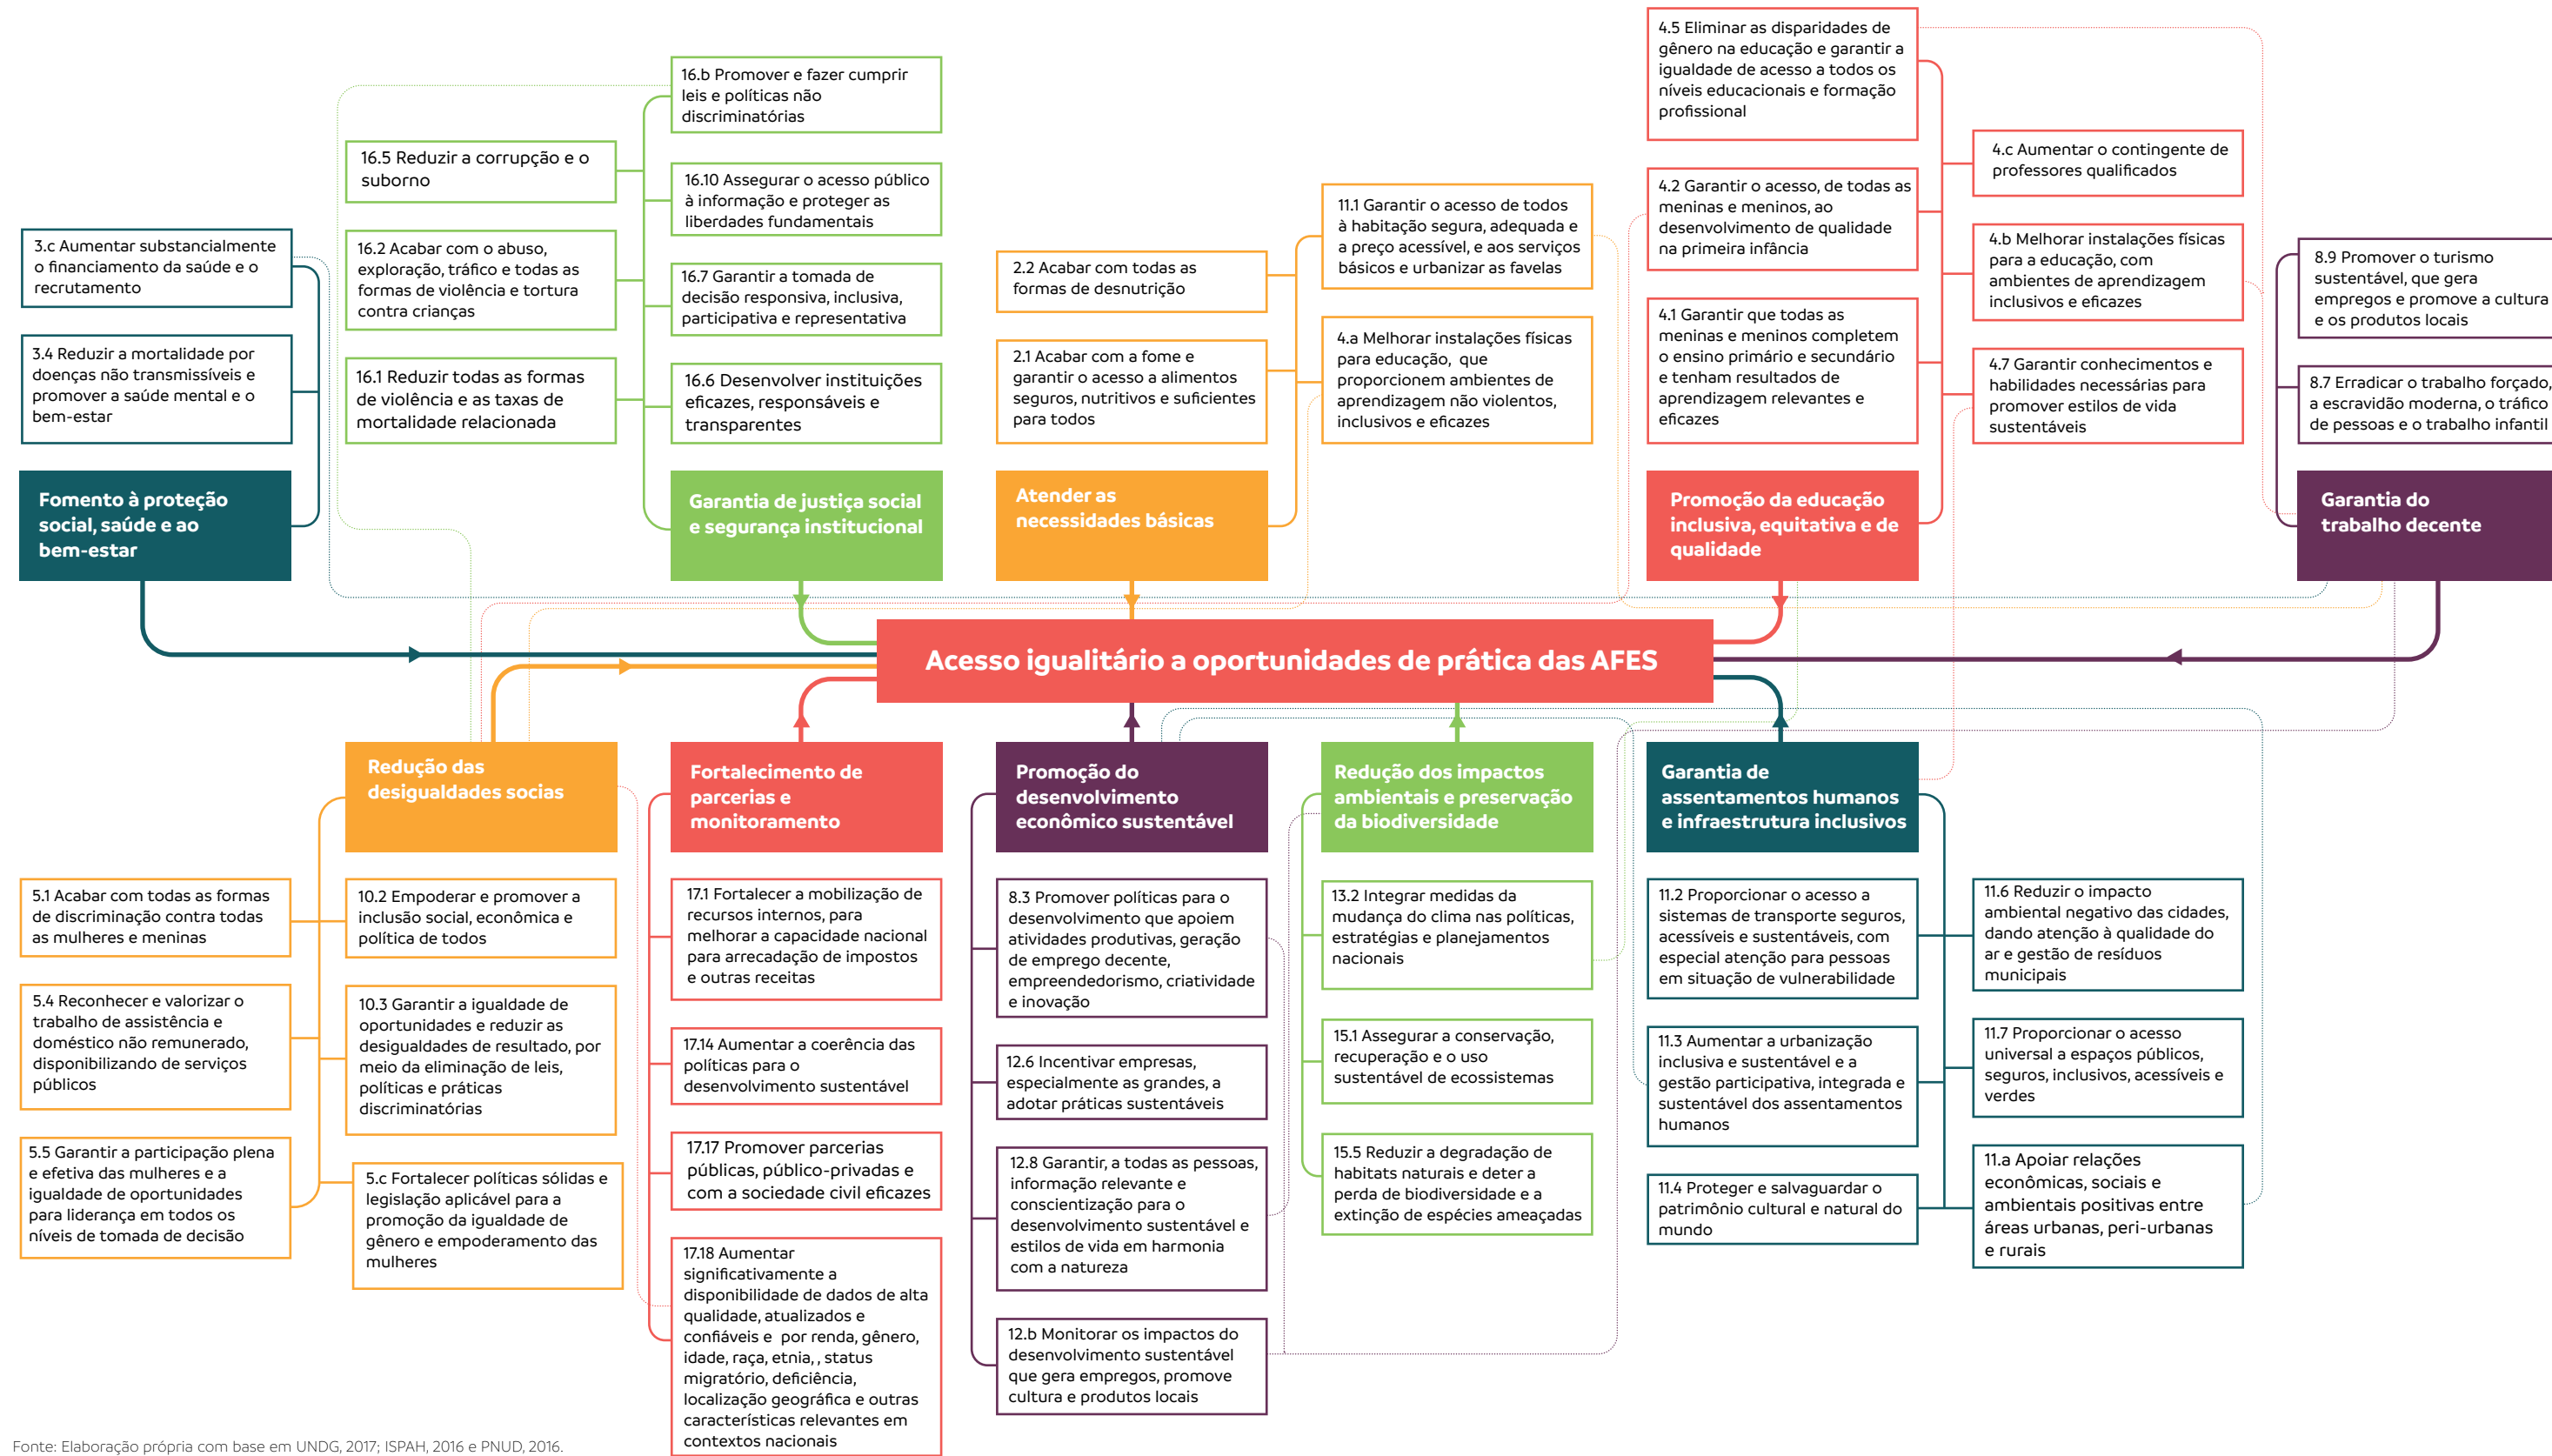 3.c Aumentar substancialmente
o financiamento da saúde e o
recrutamento
3.4 Reduzir a mortalidade por
doenças não transmissíveis e
promover a saúde mental e o
bem-estar
Fomento à proteção
social, saúde e ao
bem-estar
16.5 Reduzir a corrupção e o
suborno
16.2 Acabar com o abuso,
exploração, tráfico e todas as
formas de violência e tortura
contra crianças
16.1 Reduzir todas as formas
de violência e as taxas de
mortalidade relacionada
16.b Promover e fazer cumprir
leis e políticas não
discriminatórias
16.10 Assegurar o acesso público
à informação e proteger as
liberdades fundamentais
16.7 Garantir a tomada de
decisão responsiva, inclusiva,
participativa e representativa
16.6 Desenvolver instituições
eficazes, responsáveis e
transparentes
Garantia de justiça social
e segurança institucional
2.2 Acabar com todas as
formas de desnutrição
2.1 Acabar com a fome e
garantir o acesso a alimentos
seguros, nutritivos e suficientes
para todos
Atender as
necessidades básicas
11.1 Garantir o acesso de todos
à habitação segura, adequada e
a preço acessível, e aos serviços
básicos e urbanizar as favelas
4.a Melhorar instalações físicas
para educação, que
proporcionem ambientes de
aprendizagem não violentos,
inclusivos e eficazes
4.5 Eliminar as disparidades de
gênero na educação e garantir a
igualdade de acesso a todos os
níveis educacionais e formação
profissional
4.2 Garantir o acesso, de todas as
meninas e meninos, ao
desenvolvimento de qualidade
na primeira infância
4.1 Garantir que todas as
meninas e meninos completem
o ensino primário e secundário
e tenham resultados de
aprendizagem relevantes e
eficazes
Promoção da educação
inclusiva, equitativa e de
qualidade
4.c Aumentar o contingente de
professores qualificados
4.b Melhorar instalações físicas
para a educação, com
ambientes de aprendizagem
inclusivos e eficazes
4.7 Garantir conhecimentos e
habilidades necessárias para
promover estilos de vida
sustentáveis
8.9 Promover o turismo
sustentável, que gera
empregos e promove a cultura
e os produtos locais
8.7 Erradicar o trabalho forçado,
a escravidão moderna, o tráfico
de pessoas e o trabalho infantil
Garantia do
trabalho decente
Acesso igualitário a oportunidades de prática das AFES
Redução das
desigualdades socias
5.1 Acabar com todas as formas
de discriminação contra todas
as mulheres e meninas
5.4 Reconhecer e valorizar o
trabalho de assistência e
doméstico não remunerado,
disponibilizando de serviços
públicos
5.5 Garantir a participação plena
e efetiva das mulheres e a
igualdade de oportunidades
para liderança em todos os
níveis de tomada de decisão
10.2 Empoderar e promover a
inclusão social, econômica e
política de todos
10.3 Garantir a igualdade de
oportunidades e reduzir as
desigualdades de resultado, por
meio da eliminação de leis,
políticas e práticas
discriminatórias
5.c Fortalecer políticas sólidas e
legislação aplicável para a
promoção da igualdade de
gênero e empoderamento das
mulheres
Fortalecimento de
parcerias e
monitoramento
17.1 Fortalecer a mobilização de
recursos internos, para
melhorar a capacidade nacional
para arrecadação de impostos
e outras receitas
17.14 Aumentar a coerência das
políticas para o
desenvolvimento sustentável
17.17 Promover parcerias
públicas, público-privadas e
com a sociedade civil eficazes
17.18 Aumentar
significativamente a
disponibilidade de dados de alta
qualidade, atualizados e
confiáveis e por renda, gênero,
idade, raça, etnia, , status
migratório, deficiência,
localização geográfica e outras
características relevantes em
contextos nacionais
Promoção do
desenvolvimento
econômico sustentável
8.3 Promover políticas para o
desenvolvimento que apoiem
atividades produtivas, geração
de emprego decente,
empreendedorismo, criatividade
e inovação
12.6 Incentivar empresas,
especialmente as grandes, a
adotar práticas sustentáveis
12.8 Garantir, a todas as pessoas,
informação relevante e
conscientização para o
desenvolvimento sustentável e
estilos de vida em harmonia
com a natureza
12.b Monitorar os impactos do
desenvolvimento sustentável
que gera empregos, promove
cultura e produtos locais
Redução dos impactos
ambientais e preservação
da biodiversidade
13.2 Integrar medidas da
mudança do clima nas políticas,
estratégias e planejamentos
nacionais
15.1 Assegurar a conservação,
recuperação e o uso
sustentável de ecossistemas
15.5 Reduzir a degradação de
habitats naturais e deter a
perda de biodiversidade e a
extinção de espécies ameaçadas
Garantia de
assentamentos humanos
e infraestrutura inclusivos
11.2 Proporcionar o acesso a
sistemas de transporte seguros,
acessíveis e sustentáveis, com
especial atenção para pessoas
em situação de vulnerabilidade
11.3 Aumentar a urbanização
inclusiva e sustentável e a
gestão participativa, integrada e
sustentável dos assentamentos
humanos
11.4 Proteger e salvaguardar o
patrimônio cultural e natural do
mundo
11.6 Reduzir o impacto
ambiental negativo das cidades,
dando atenção à qualidade do
ar e gestão de resíduos
municipais
11.7 Proporcionar o acesso
universal a espaços públicos,
seguros, inclusivos, acessíveis e
verdes
11.a Apoiar relações
econômicas, sociais e
ambientais positivas entre
áreas urbanas, peri-urbanas
e rurais
Fonte: Elaboração própria com base em UNDG, 2017; ISPAH, 2016 e PNUD, 2016.